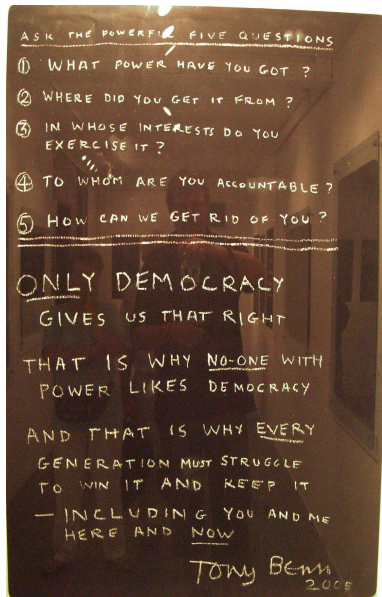 ASK THE POWERFUL FIVE QUESTIONS
① WHAT POWER HAVE YOU GOT ?
② WHERE DID YOU GET IT FROM ?
③ IN WHOSE INTERESTS DO YOU
EXERCISE IT ?
④ TO WHOM ARE YOU ACCOUNTABLE ?
⑤ HOW CAN WE GET RID OF YOU ?
ONLY DEMOCRACY
GIVES US THAT RIGHT
THAT IS WHY NO-ONE WITH
POWER LIKES DEMOCRACY
AND THAT IS WHY EVERY
GENERATION MUST STRUGGLE
TO WIN IT AND KEEP IT
— INCLUDING YOU AND ME
HERE AND NOW
Tony Benn
2005